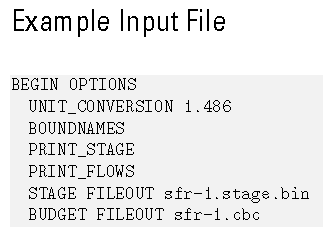 Example Input File
BEGIN OPTIONS
UNIT_CONVERSION 1.486
BOUNDNAMES
PRINT_STAGE
PRINT_FLOWS
STAGE FILEOUT sfr-1.stage.bin
BUDGET FILEOUT sfr-1.cbc